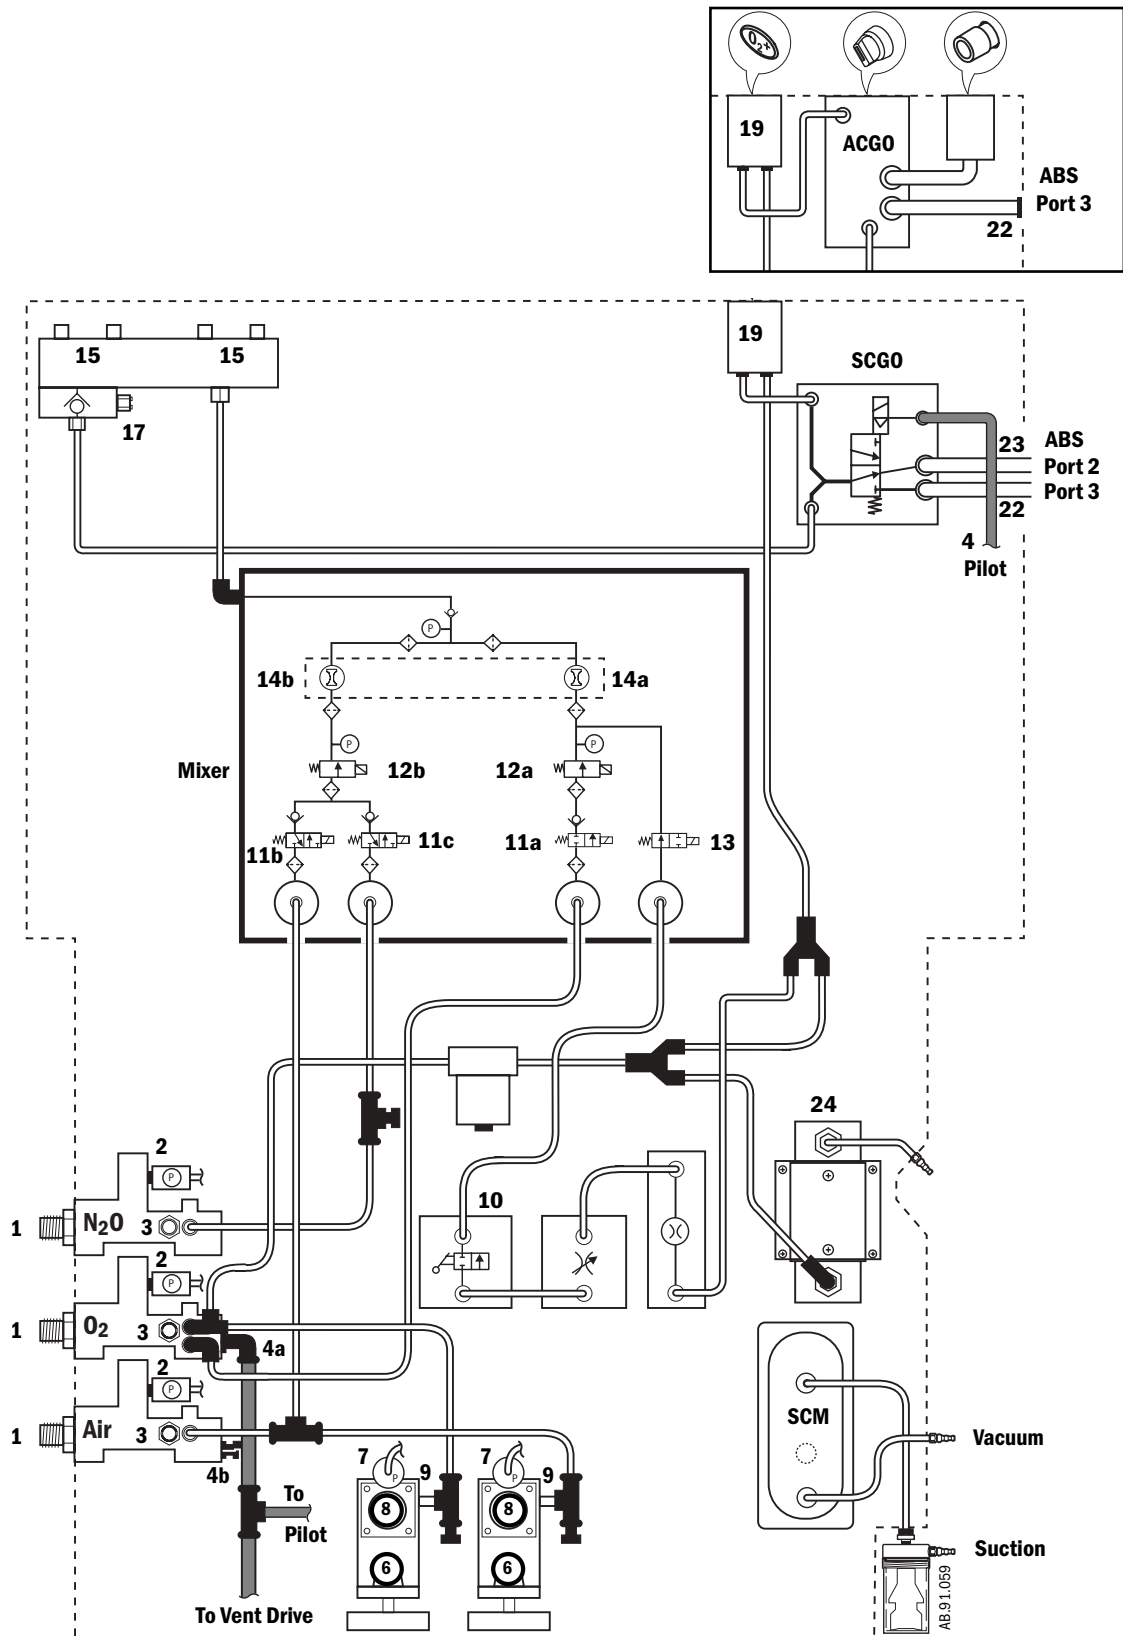 O2+
19
ACGO
ABS
Port 3
22
19
SCGO
15
15
17
23
ABS
Port 2
Port 3
22
4
Pilot
P
14b
14a
P
P
Mixer
12b
12a
11b
11c
11a
13
24
2
P
1
N2O
3
10
2
P
1
O2
3
4a
2
P
1
Air
3
4b
SCM
Vacuum
7
P
9
7
P
9
To
Pilot
8
8
6
6
Suction
To Vent Drive
AB.91.059